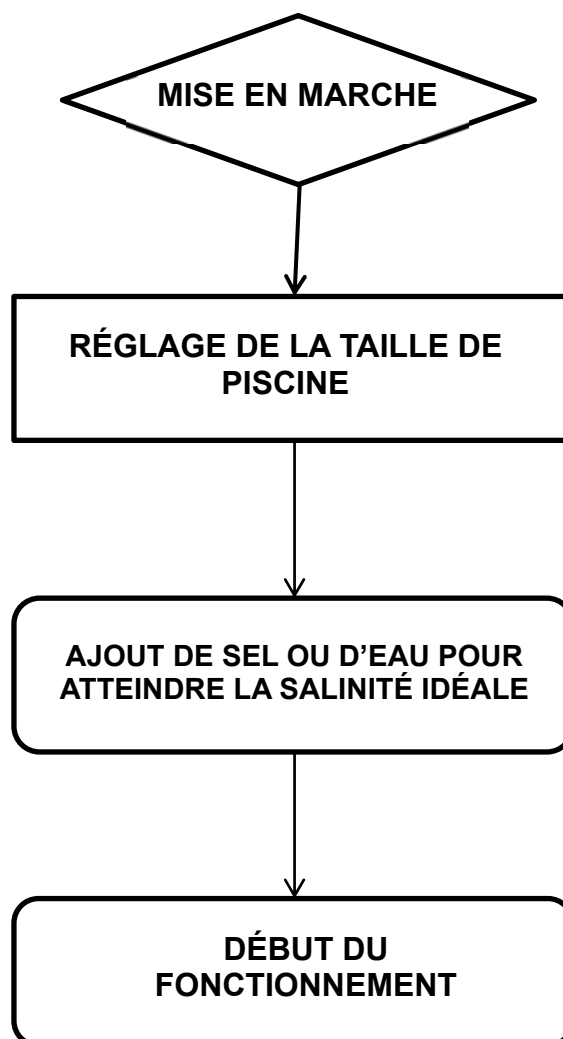 MISE EN MARCHE
RÉGLAGE DE LA TAILLE DE
PISCINE
AJOUT DE SEL OU D’EAU POUR
ATTEINDRE LA SALINITÉ IDÉALE
DÉBUT DU
FONCTIONNEMENT